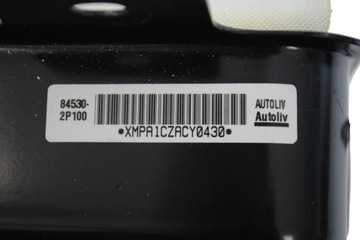 84530-
2P100
AUTOLIV
Autoliv
*XMPA1CZACY0430*